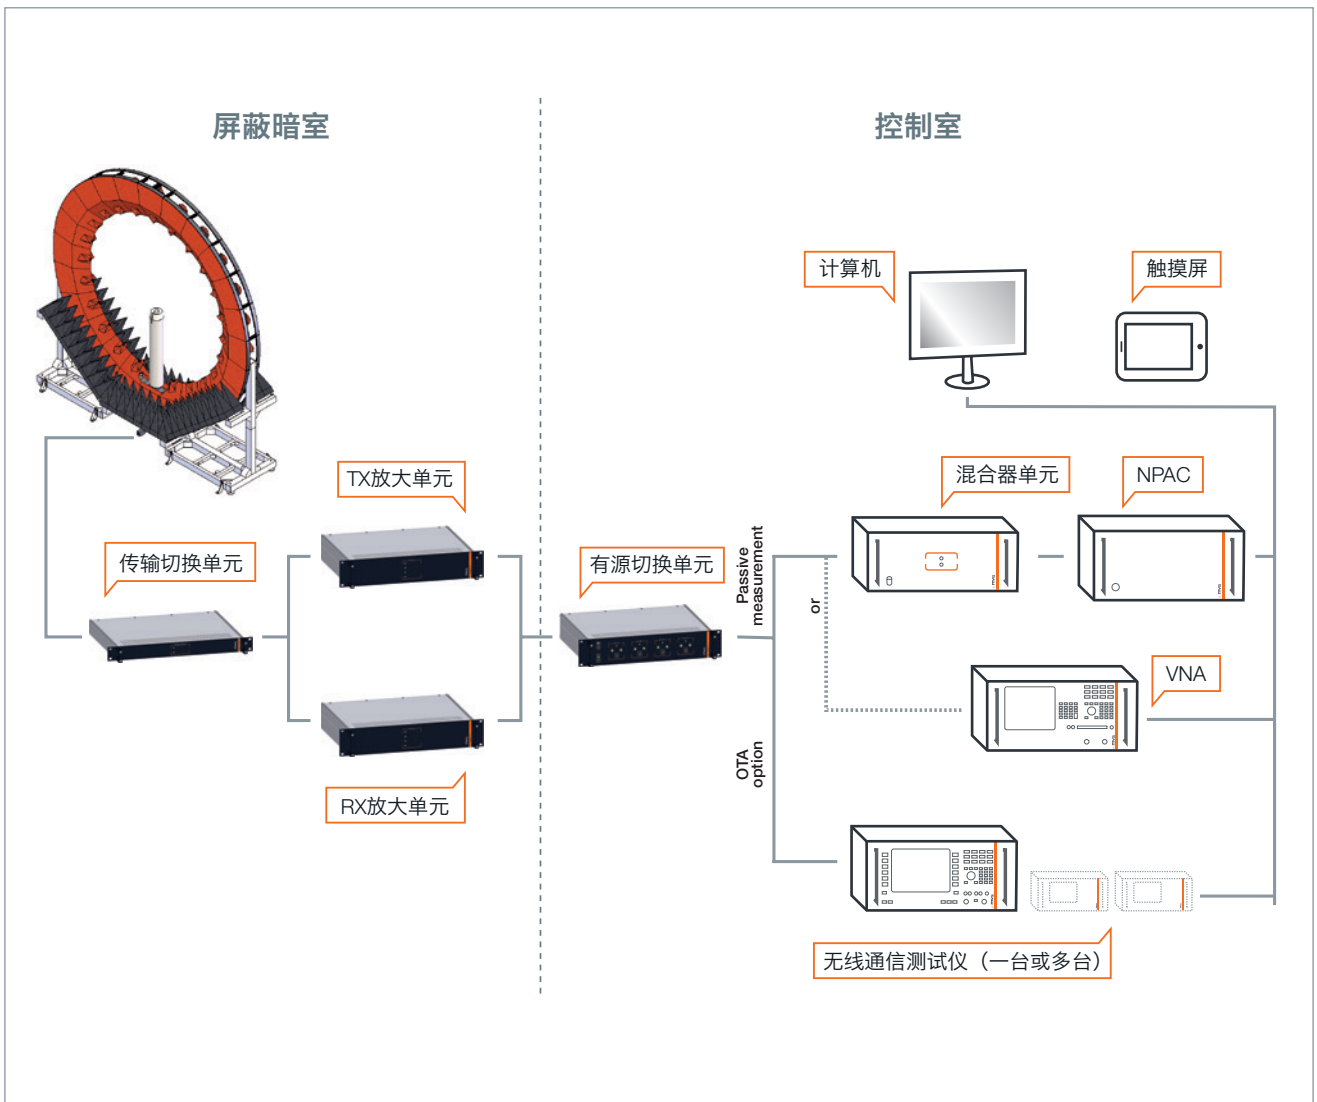 屏蔽暗室
控制室
计算机
触摸屏
TX放大单元
混合器单元
NPAC
传输切换单元
有源切换单元
Passive
measurement
or
VNA
OTA
option
RX放大单元
无线通信测试仪（一台或多台）